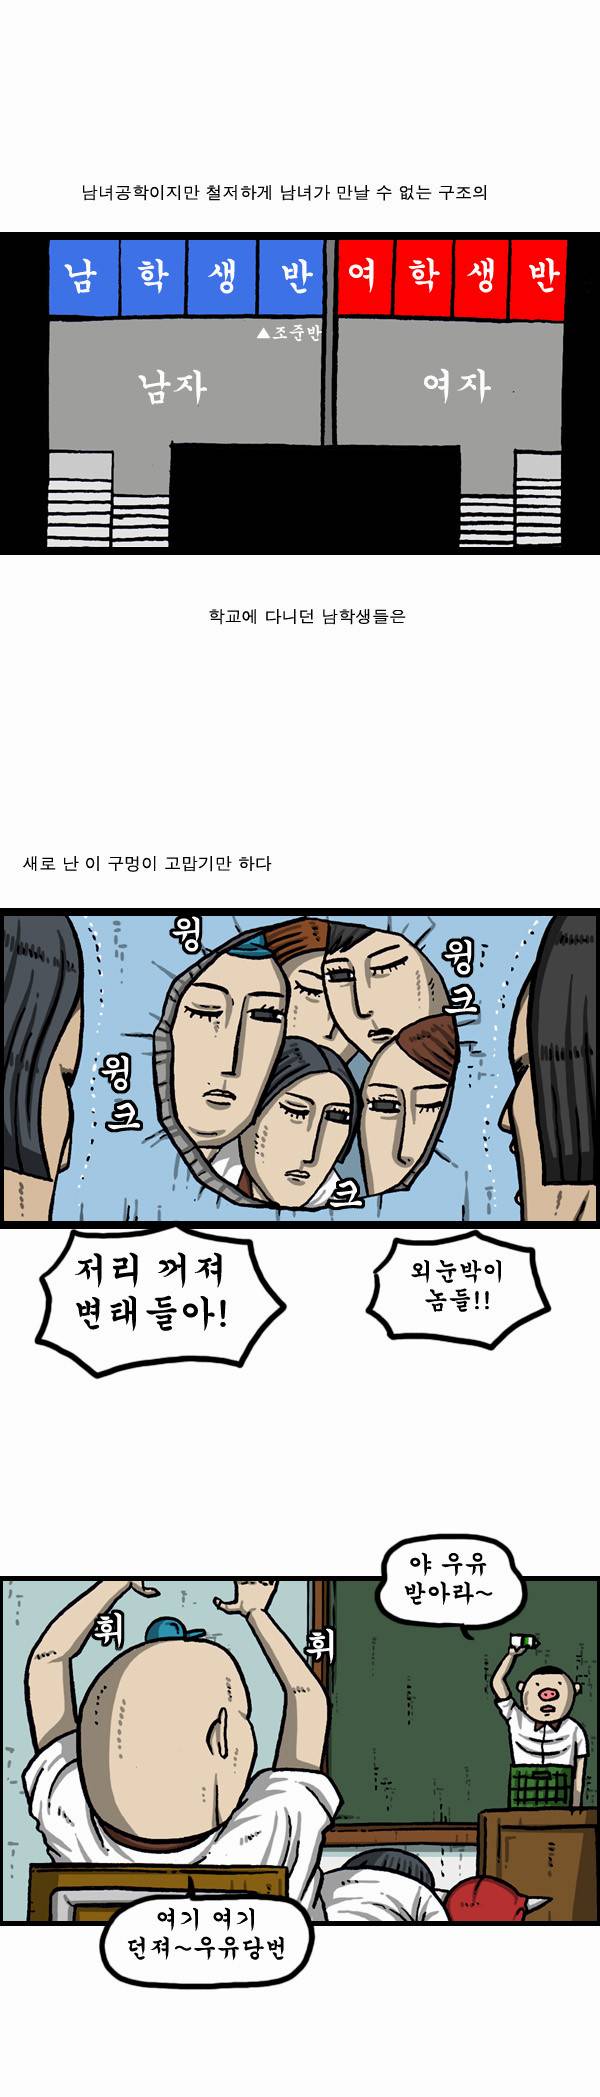 남녀공학이지만 철저하게 남녀가 만날 수 없는 구조의
남 학 생 반 여 학 생 반
▲조준반
남자 여자
학교에 다니던 남학생들은
새로 난 이 구멍이 고맙기만 하다
윙
윙
크
윙
크
크
저리 꺼져
변태들아!
외눈박이
놈들!!
야 우유
받아라~
휘
휘
여기 여기
던져~우유당번